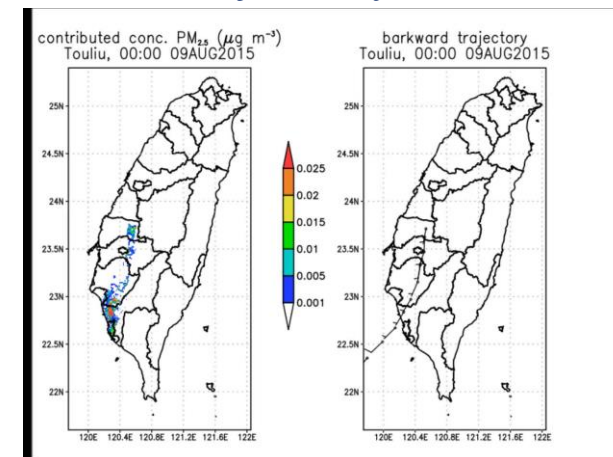 contributed conc. PM2.5 (μg m⁻³)
Touliu, 00:00 09AUG2015
25N
24.5N
24N
23.5N
23N
22.5N
22N
120E 120.4E 120.8E 121.2E 121.6E 122E
0.025
0.02
0.015
0.01
0.005
0.001
barkward trajectory
Touliu, 00:00 09AUG2015
25N
24.5N
24N
23.5N
23N
22.5N
22N
120E 120.4E 120.8E 121.2E 121.6E 122E